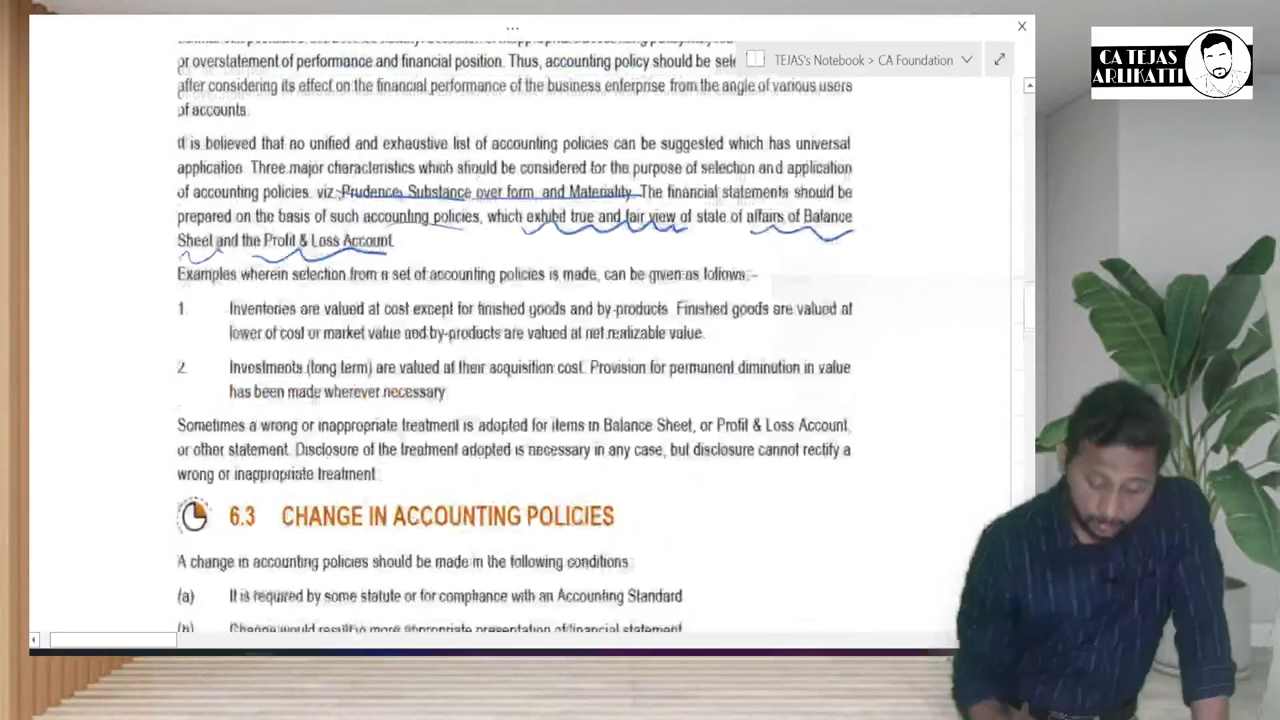 ...
TEJAS's Notebook > CA Foundation
CA TEJAS
ARLIKATTI
or overstatement of performance and financial position. Thus, accounting policy should be
after considering its effect on the financial performance of the business enterprise from the angle of various users
of accounts.
It is believed that no unified and exhaustive list of accounting policies can be suggested which has universal
application. Three major characteristics which should be considered for the purpose of selection and application
of accounting policies. viz., Prudence, Substance over form, and Materiality. The financial statements should be
prepared on the basis of such accounting policies, which exhibit true and fair view of state of affairs of Balance
Sheet and the Profit & Loss Account.
Examples wherein selection from a set of accounting policies is made, can be given as follows: -
1. Inventories are valued at cost except for finished goods and by-products. Finished goods are valued at
lower of cost or market value and by-products are valued at net realizable value.
2. Investments (long term) are valued at their acquisition cost. Provision for permanent diminution in value
has been made wherever necessary
Sometimes a wrong or inappropriate treatment is adopted for items in Balance Sheet, or Profit & Loss Account,
or other statement. Disclosure of the treatment adopted is necessary in any case, but disclosure cannot rectify a
wrong or inappropriate treatment
6.3 CHANGE IN ACCOUNTING POLICIES
A change in accounting policies should be made in the following conditions
(a) It is required by some statute or for compliance with an Accounting Standard
(b) Change would result in more appropriate presentation of financial statement